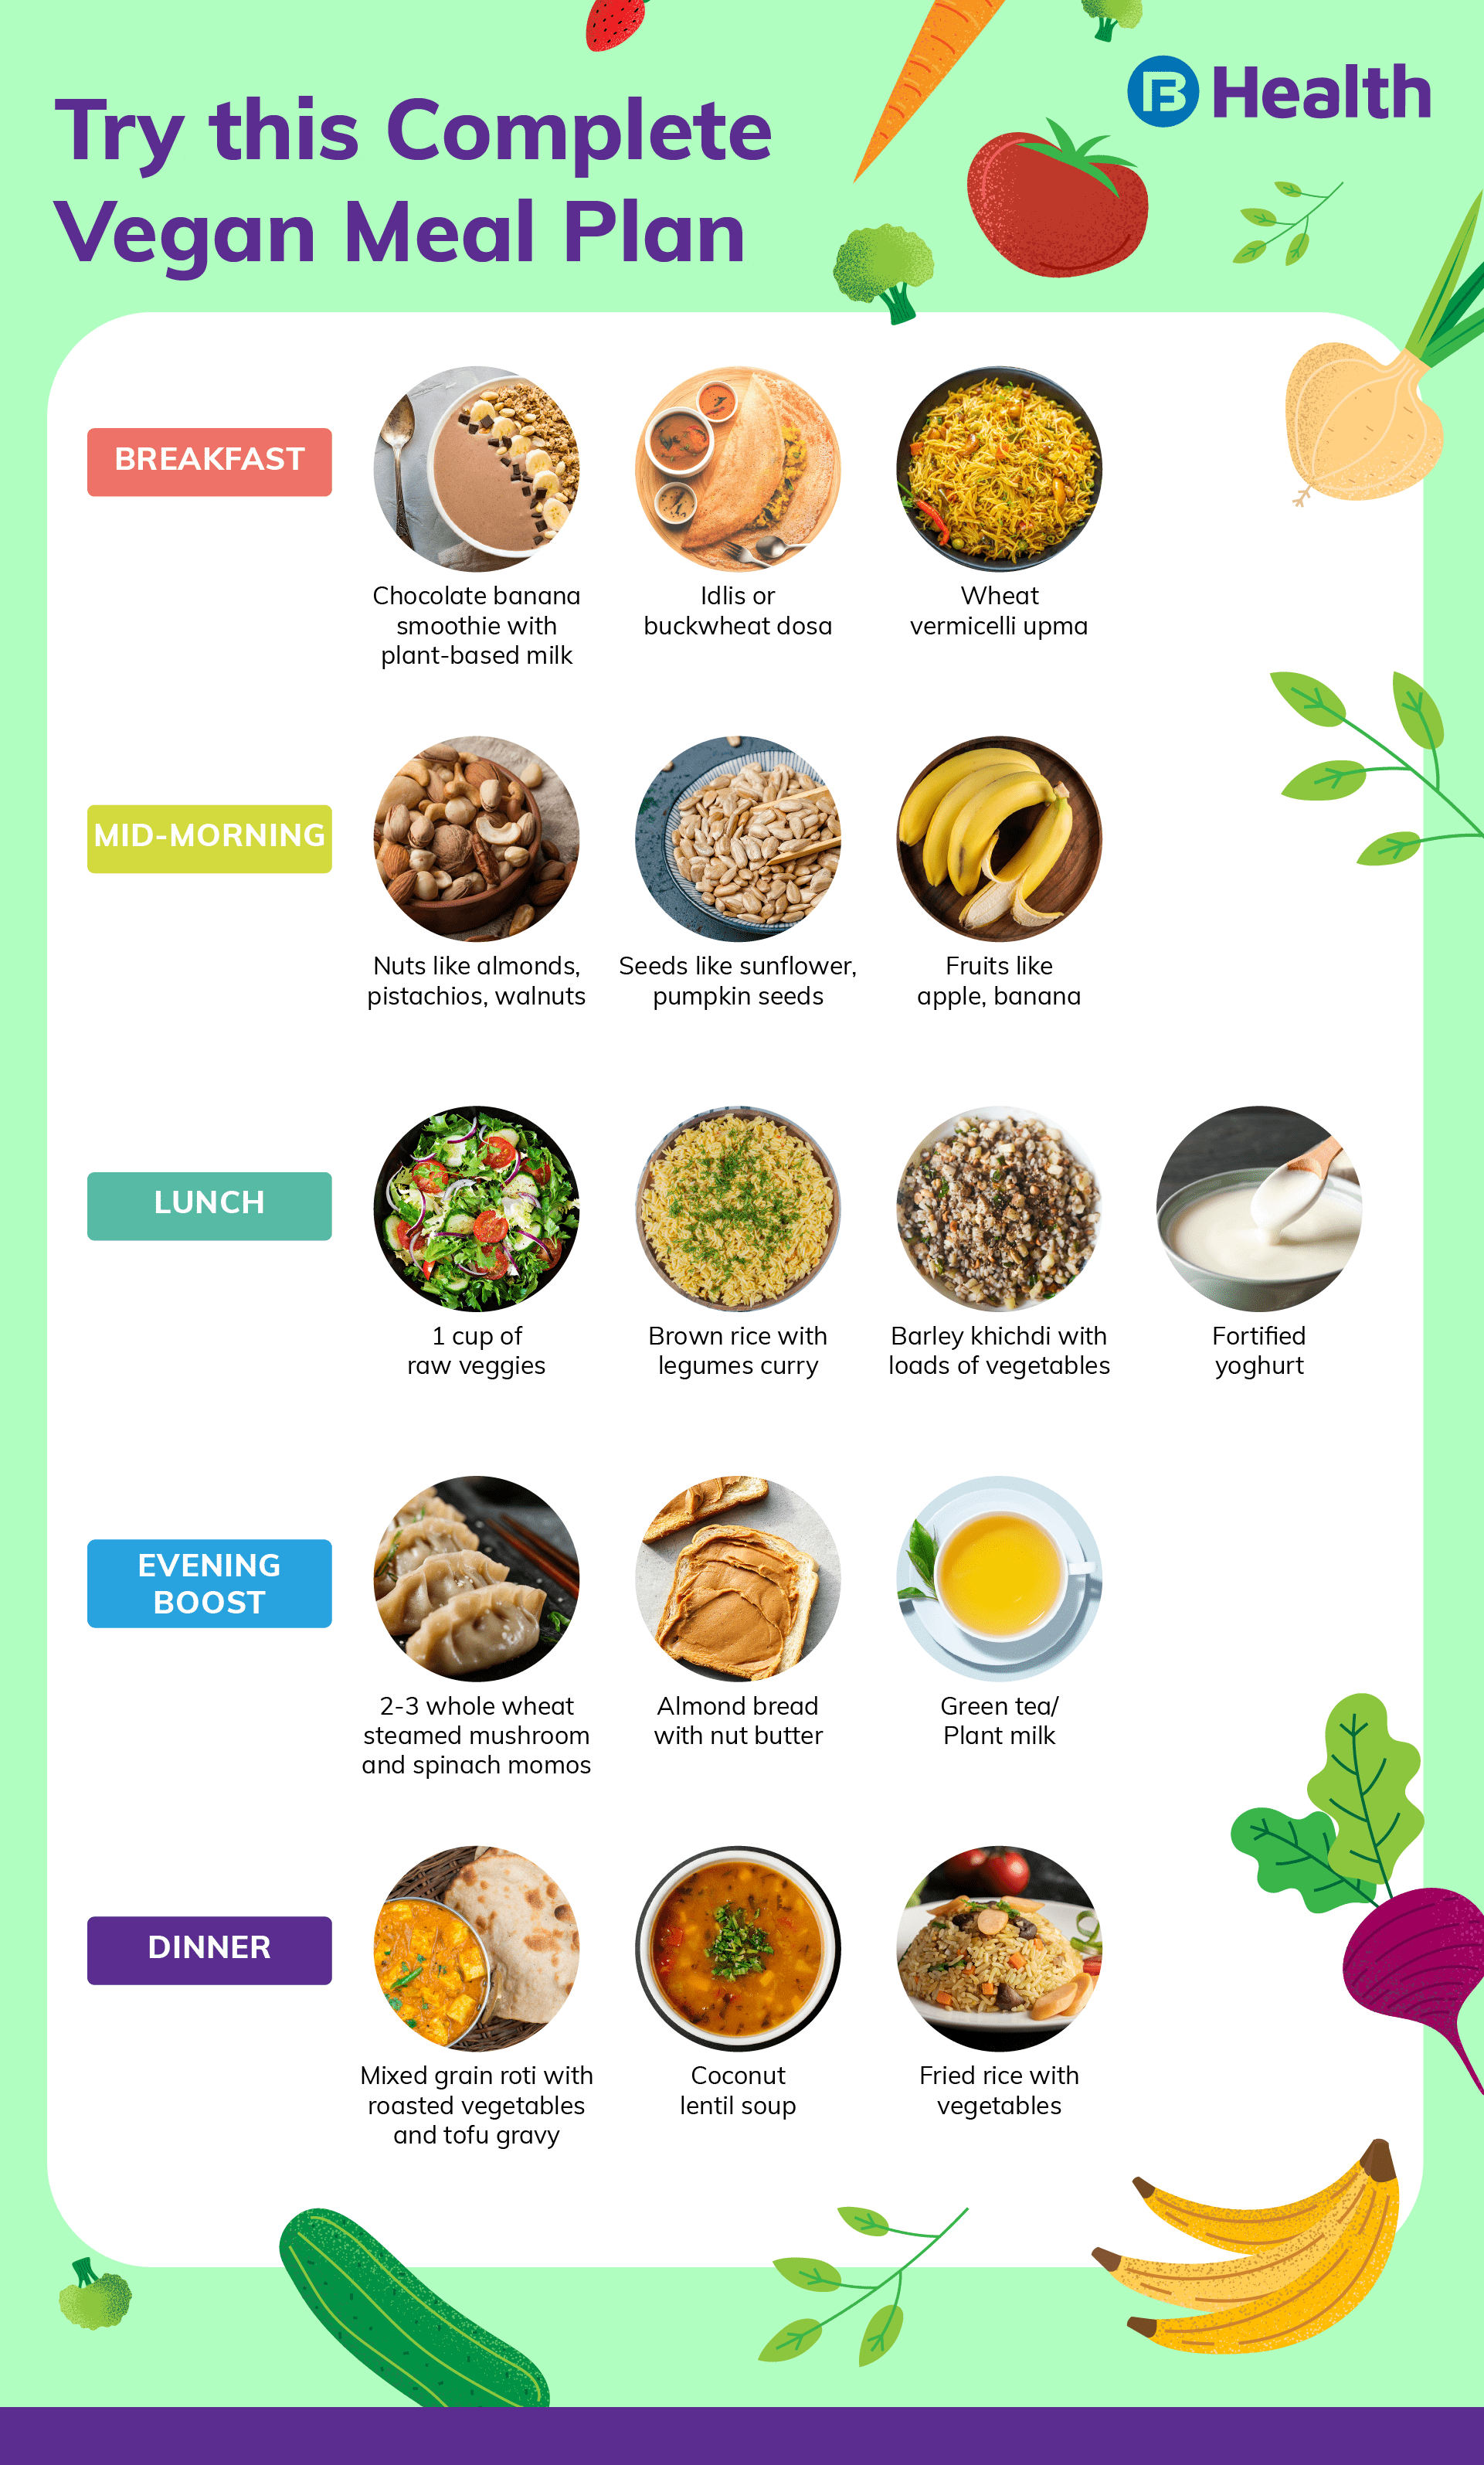 Try this Complete
Vegan Meal Plan
Health
BREAKFAST
Chocolate banana
smoothie with
plant-based milk
Idlis or
buckwheat dosa
Wheat
vermicelli upma
MID-MORNING
Nuts like almonds,
pistachios, walnuts
Seeds like sunflower,
pumpkin seeds
Fruits like
apple, banana
LUNCH
1 cup of
raw veggies
Brown rice with
legumes curry
Barley khichdi with
loads of vegetables
Fortified
yoghurt
EVENING
BOOST
2-3 whole wheat
steamed mushroom
and spinach momos
Almond bread
with nut butter
Green tea/
Plant milk
DINNER
Mixed grain roti with
roasted vegetables
and tofu gravy
Coconut
lentil soup
Fried rice with
vegetables